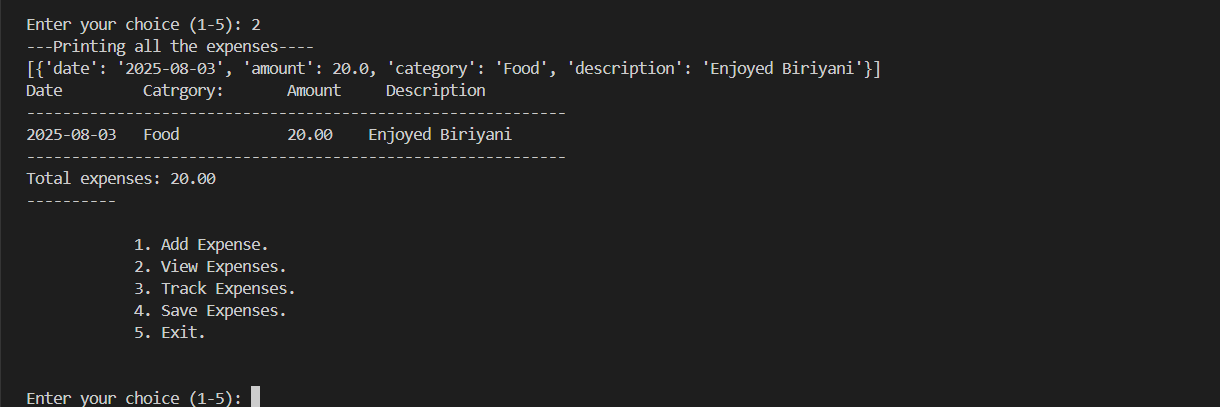 Enter your choice (1-5): 2
---Printing all the expenses----
[{'date': '2025-08-03', 'amount': 20.0, 'category': 'Food', 'description': 'Enjoyed Biriyani'}]
Date         Catrgory:       Amount     Description
------------------------------------------------------------
2025-08-03   Food            20.00    Enjoyed Biriyani
------------------------------------------------------------
Total expenses: 20.00
----------
            1. Add Expense.
            2. View Expenses.
            3. Track Expenses.
            4. Save Expenses.
            5. Exit.
Enter your choice (1-5):